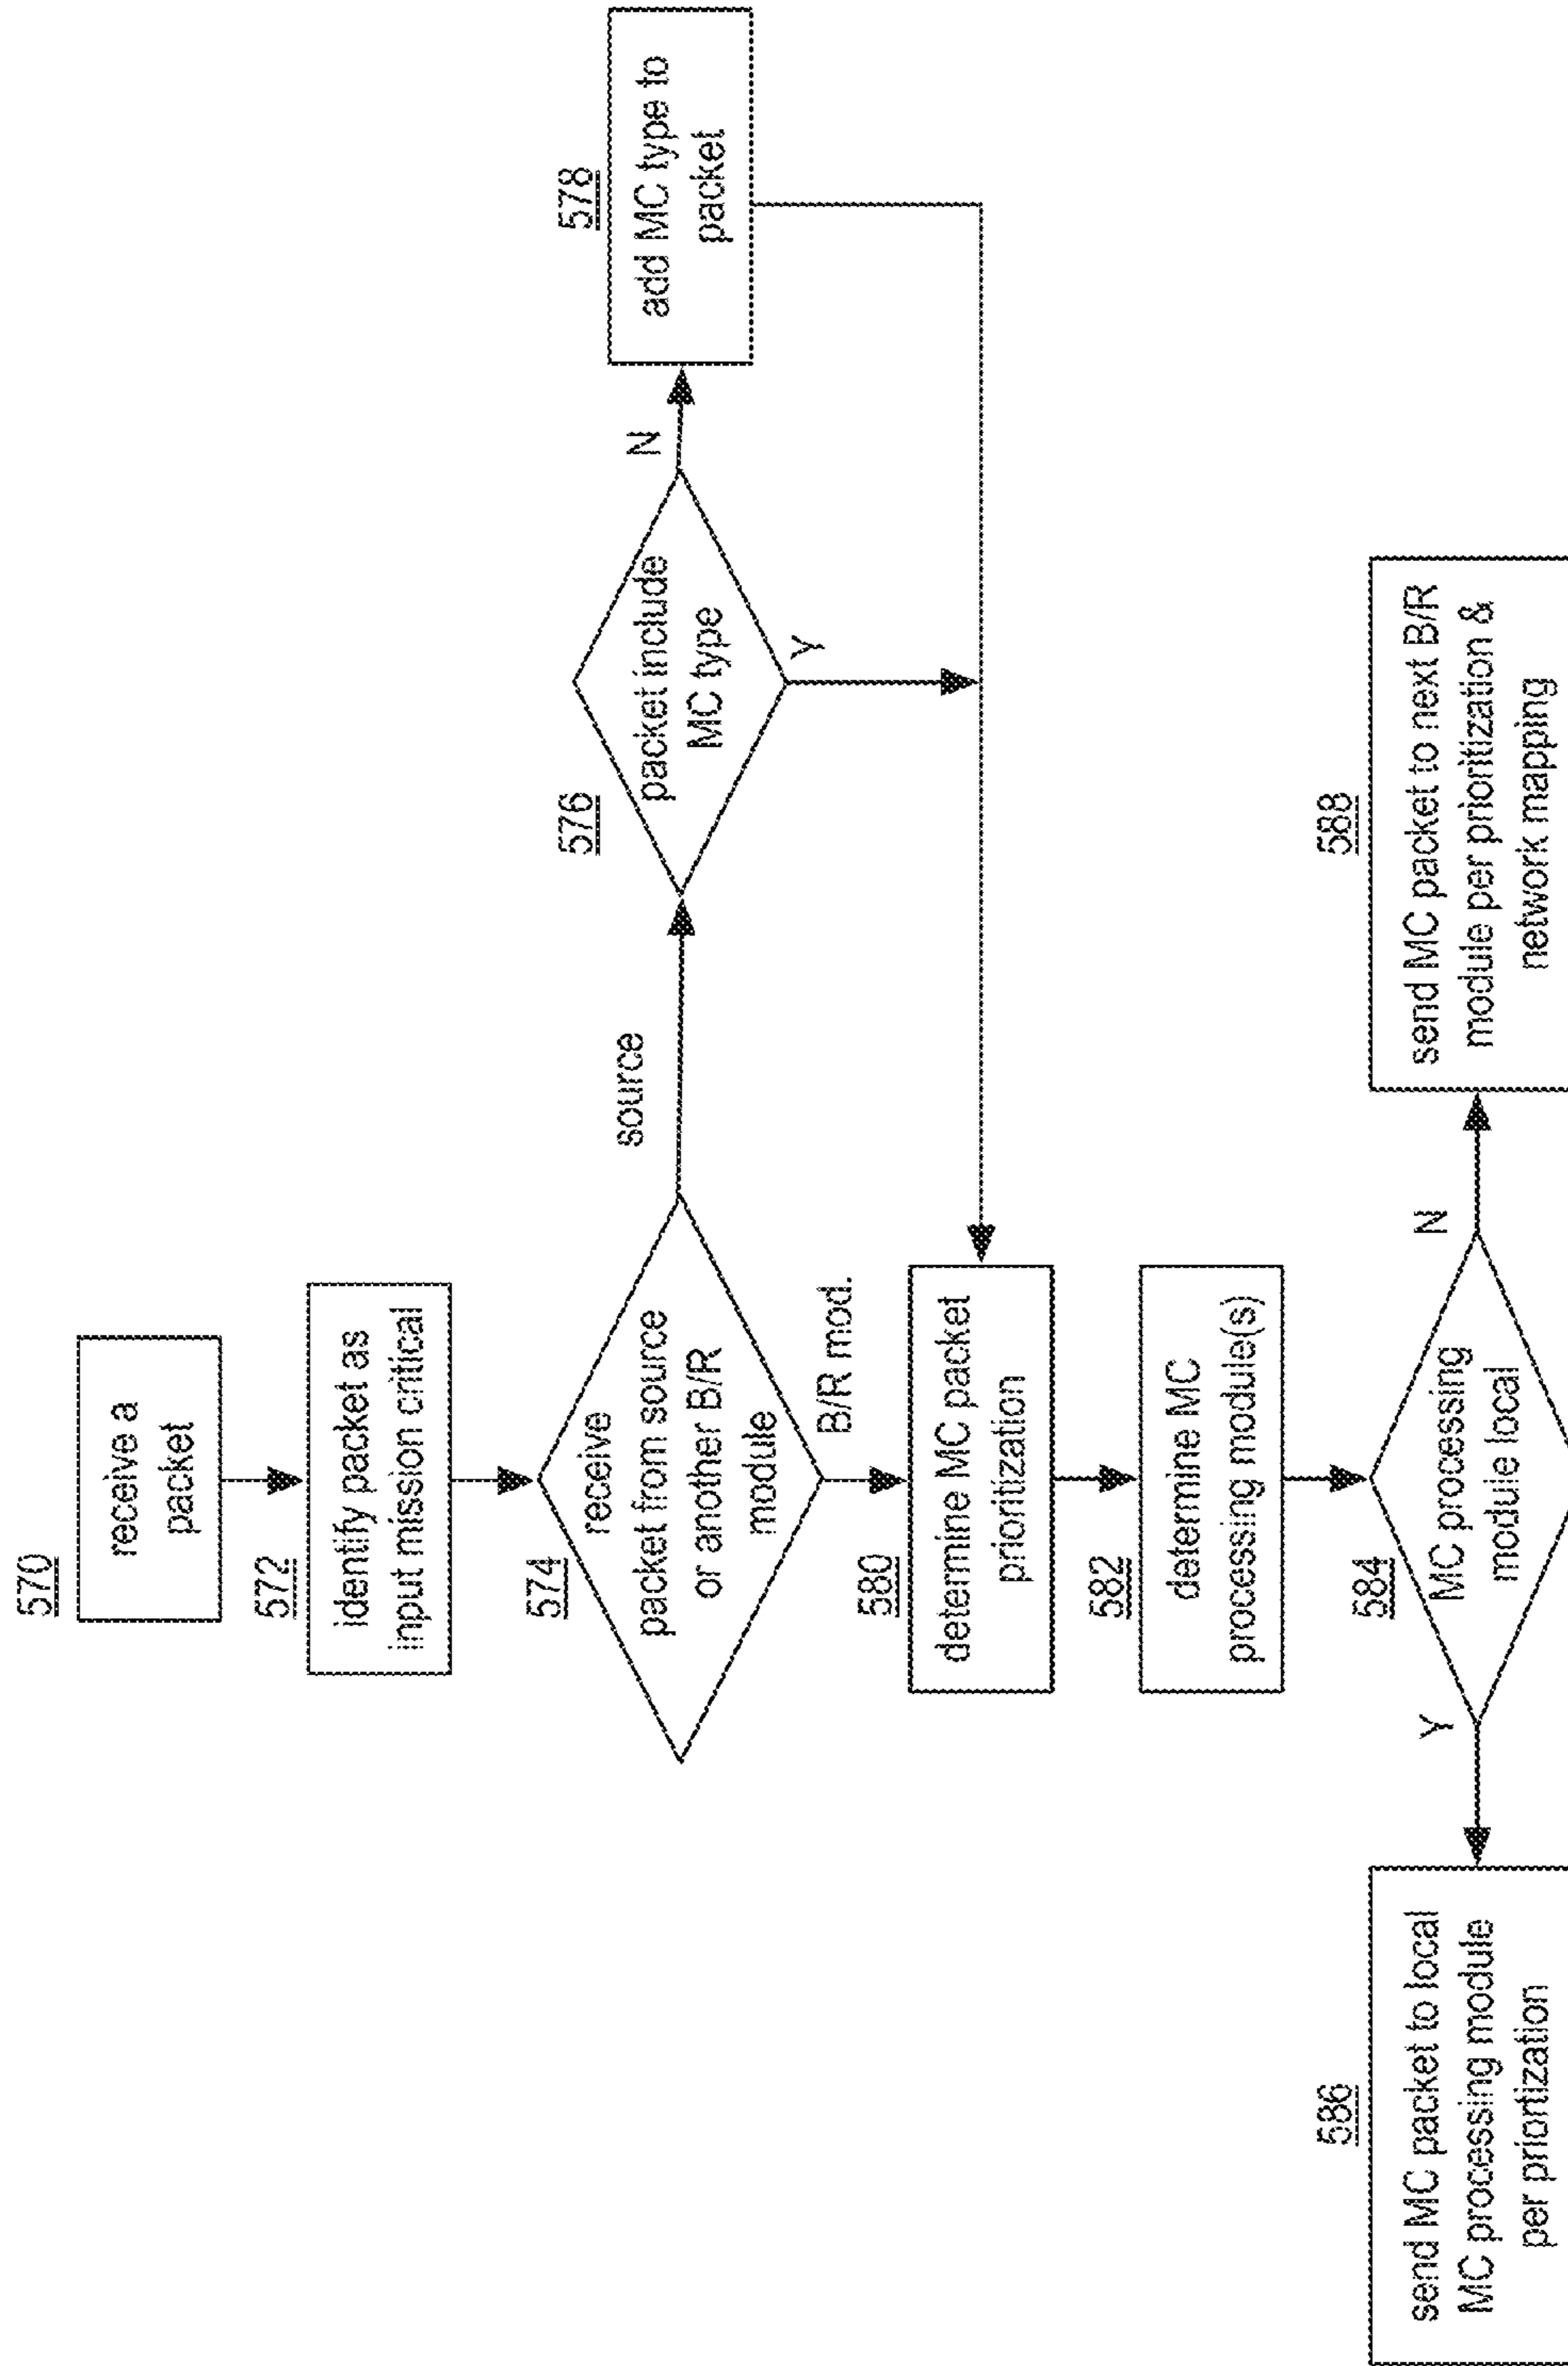 570
receive a
packet
572
identify packet as
input mission critical
574
receive
packet from source
or another B/R
module
source
B/R mod.
576
packet include
MC type
N
Y
578
add MC type to
packet
580
determine MC packet
prioritization
582
determine MC
processing module(s)
584
MC processing
module local
Y
N
586
send MC packet to local
MC processing module
per prioritization
588
send MC packet to next B/R
module per prioritization &
network mapping